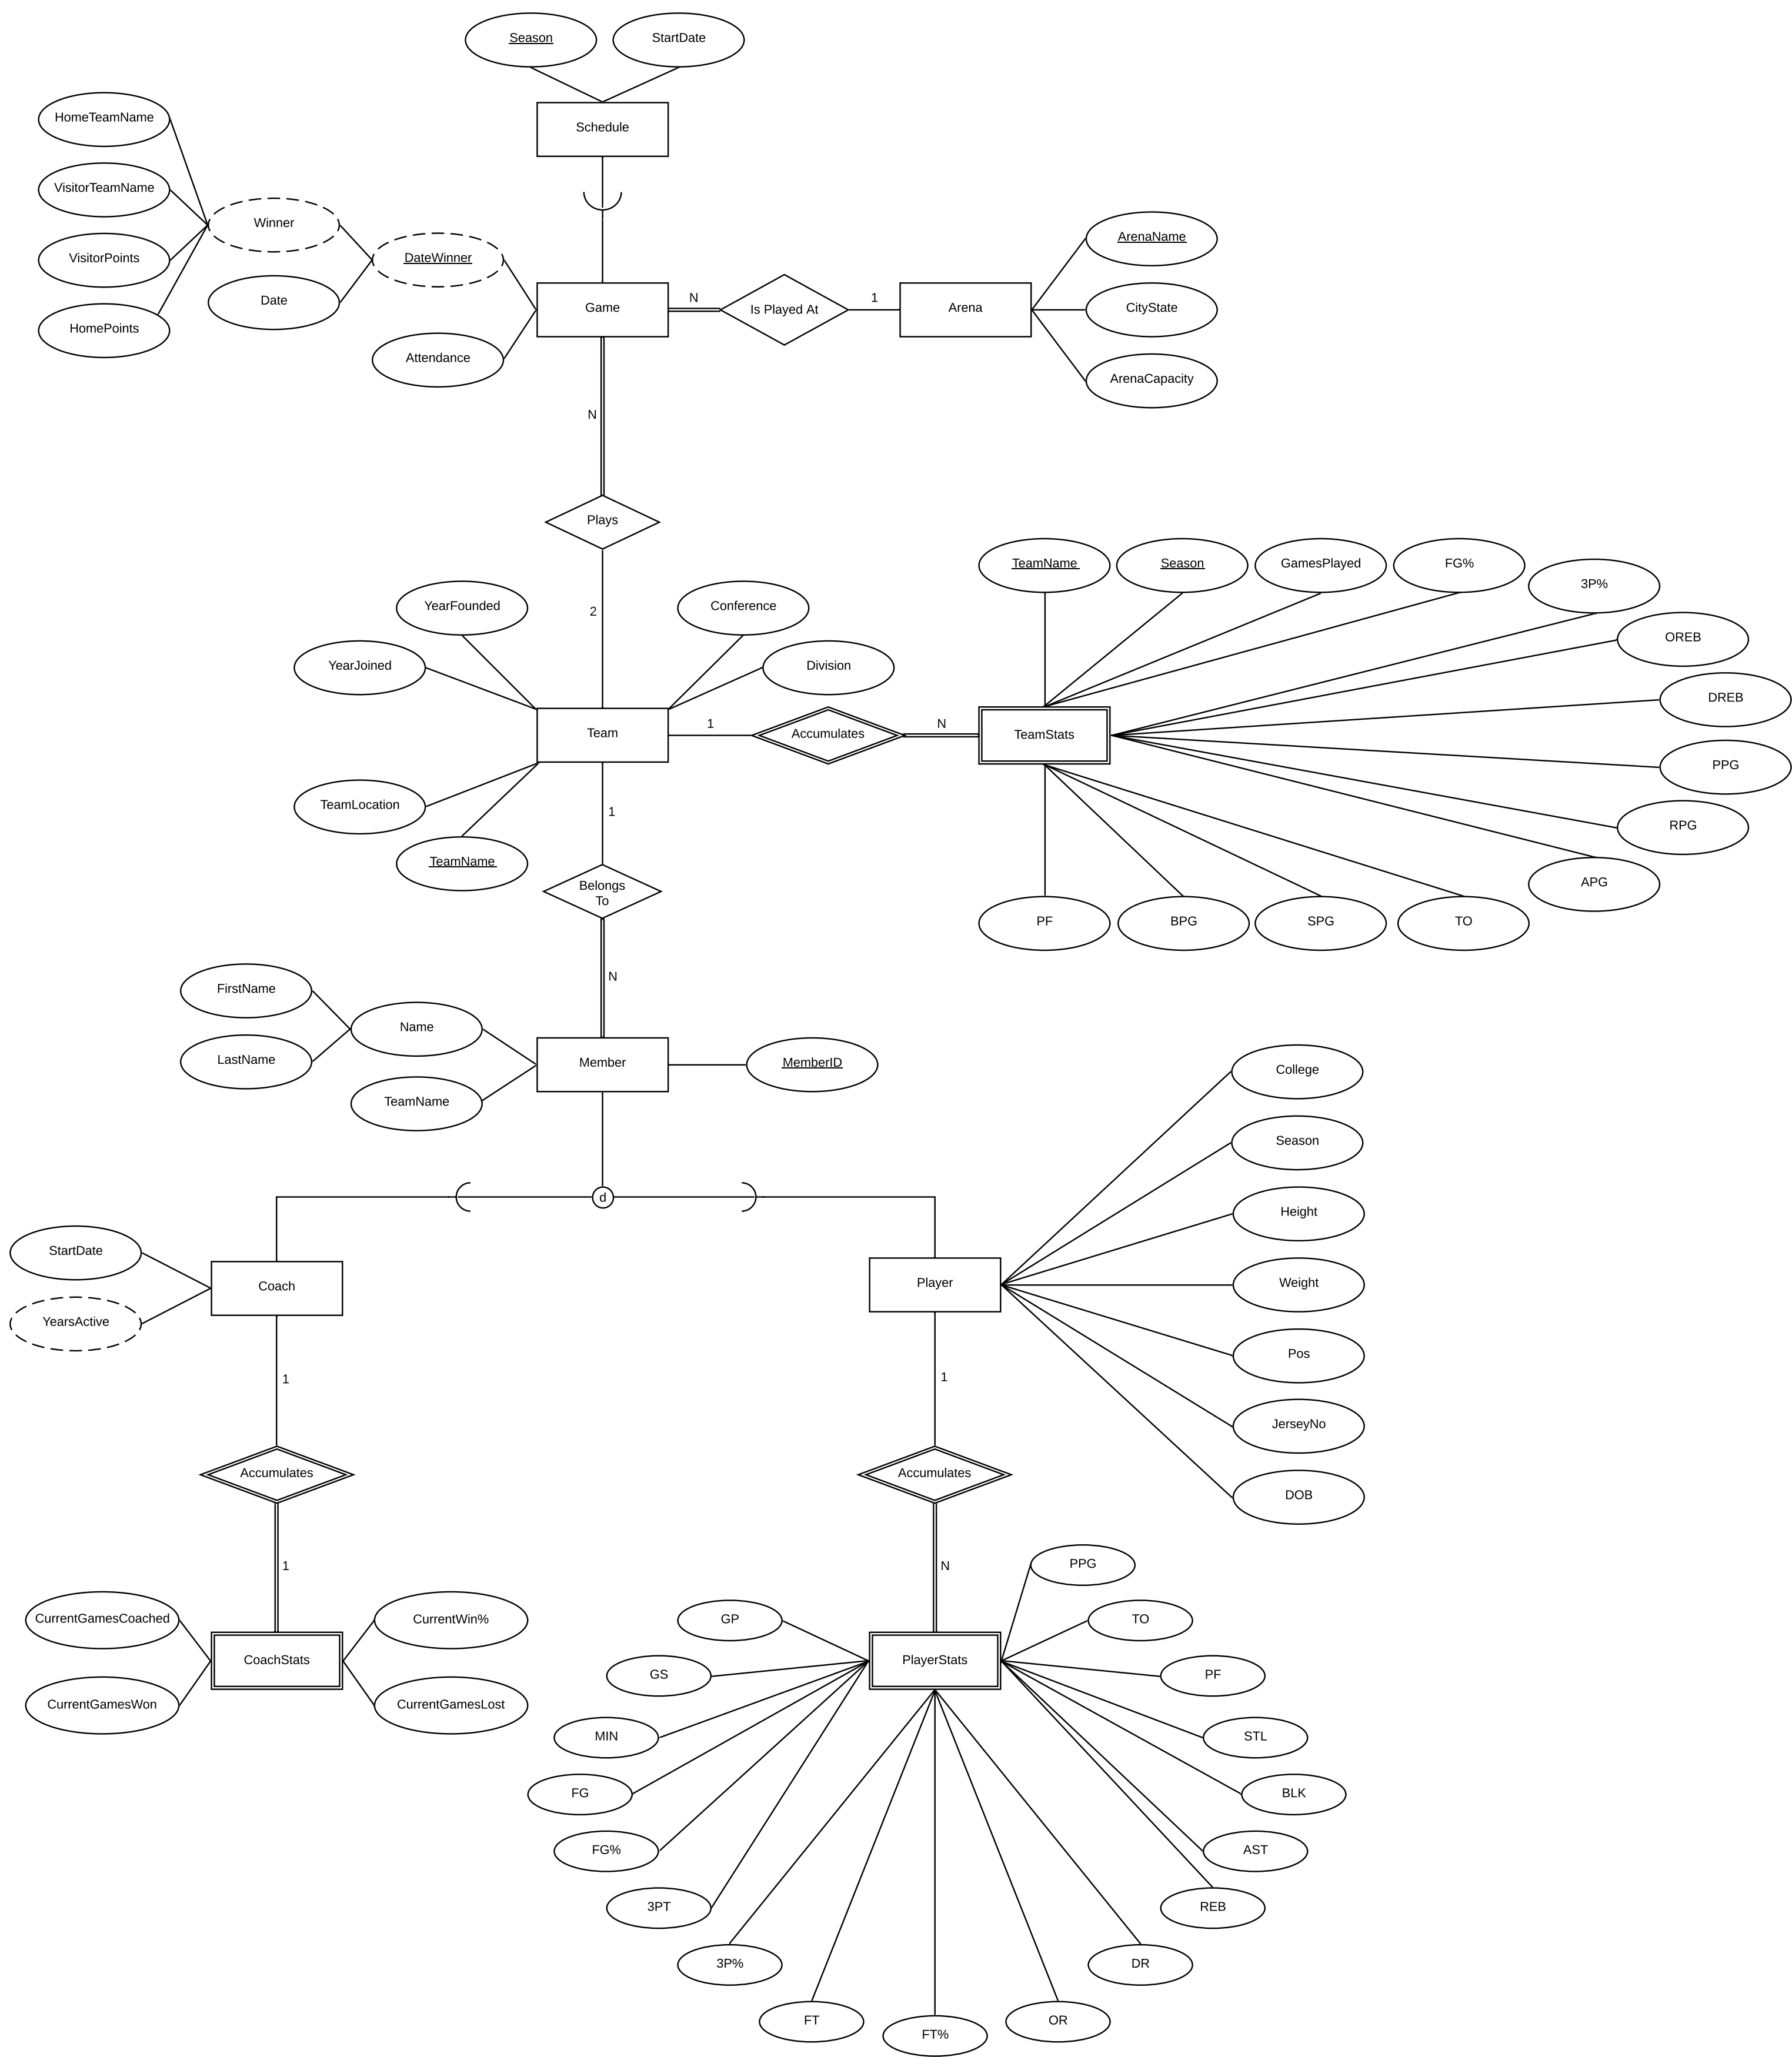 Season
StartDate
Schedule
HomeTeamName
VisitorTeamName
Winner
VisitorPoints
DateWinner
Date
HomePoints
Attendance
Game
N
Is Played At
1
Arena
ArenaName
CityState
ArenaCapacity
N
Plays
2
YearFounded
Conference
YearJoined
Division
Team
1
Accumulates
N
TeamStats
TeamName
Season
GamesPlayed
FG%
3P%
OREB
DREB
PPG
RPG
APG
TO
SPG
BPG
PF
TeamLocation
TeamName
1
Belongs
To
N
FirstName
Name
LastName
TeamName
Member
MemberID
d
StartDate
YearsActive
Coach
1
Accumulates
1
CurrentGamesCoached
CurrentWin%
CoachStats
CurrentGamesWon
CurrentGamesLost
Player
College
Season
Height
Weight
Pos
JerseyNo
DOB
1
Accumulates
N
PlayerStats
PPG
TO
PF
STL
BLK
AST
REB
DR
OR
FT%
FT
3P%
3PT
FG%
FG
MIN
GS
GP